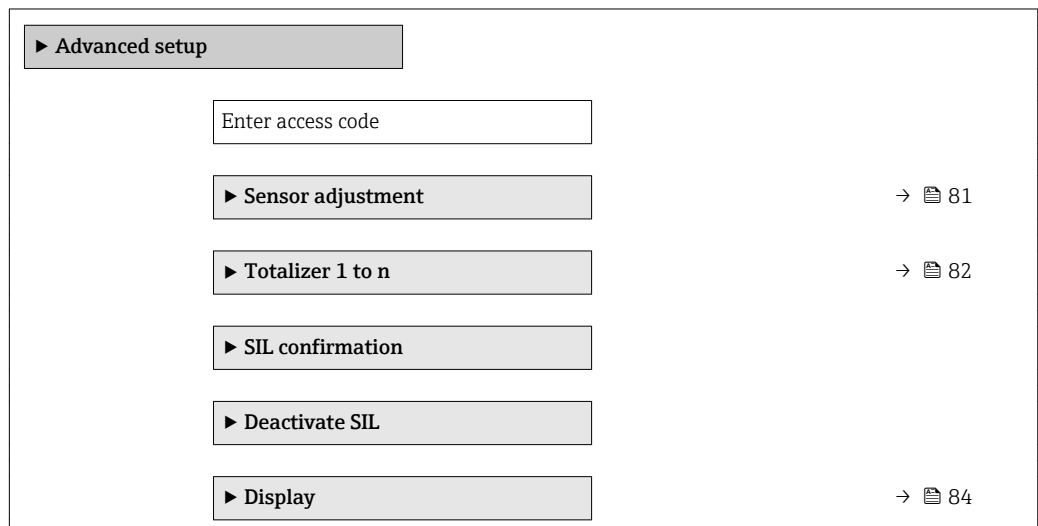 ▶ Advanced setup
Enter access code
▶ Sensor adjustment → 81
▶ Totalizer 1 to n → 82
▶ SIL confirmation
▶ Deactivate SIL
▶ Display → 84